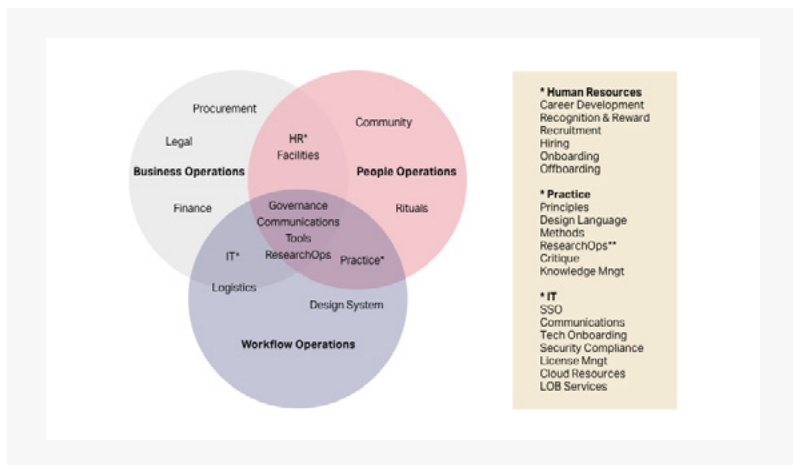 Procurement
Legal
Business Operations
Finance
HR*
Facilities
Community
People Operations
Rituals
Governance
Communications
Tools
ResearchOps
IT*
Practice*
Logistics
Design System
Workflow Operations
* Human Resources
Career Development
Recognition & Reward
Recruitment
Hiring
Onboarding
Offboarding
* Practice
Principles
Design Language
Methods
ResearchOps**
Critique
Knowledge Mngt
* IT
SSO
Communications
Tech Onboarding
Security Compliance
License Mngt
Cloud Resources
LOB Services